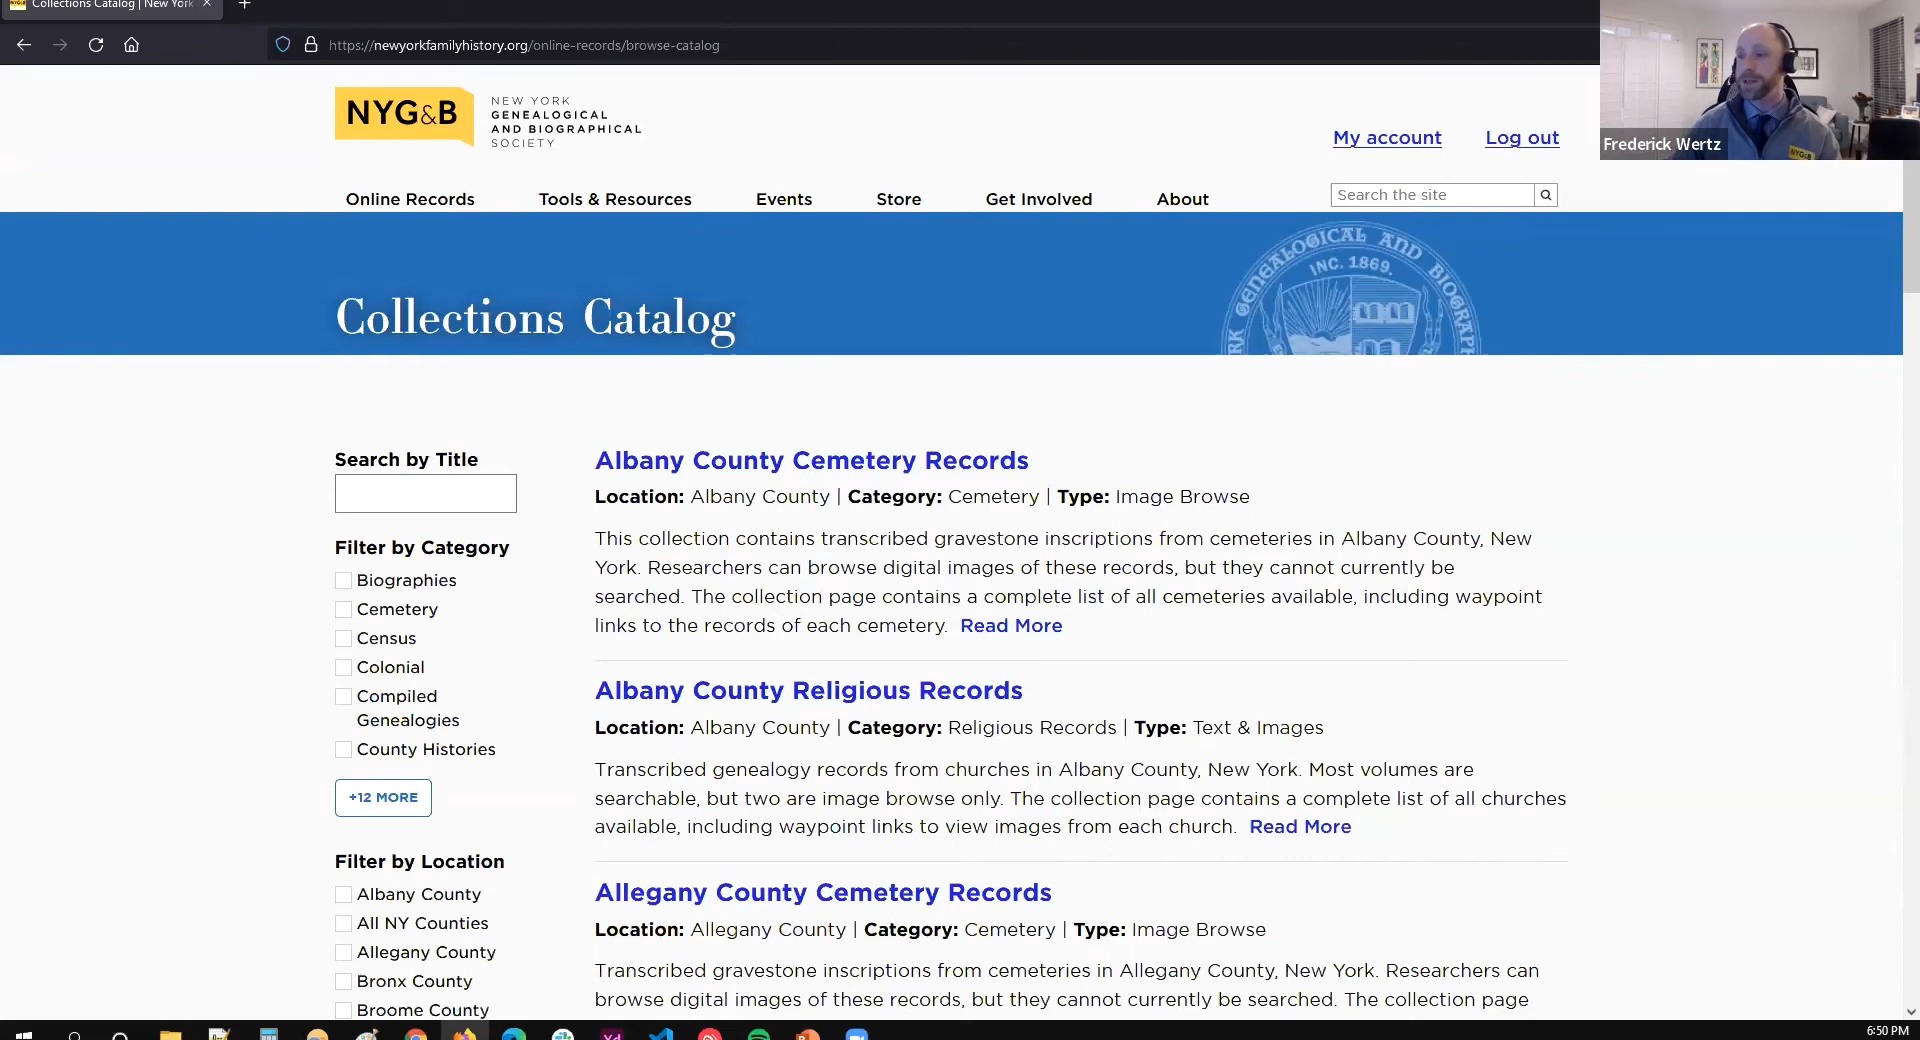 Collections Catalog | New York
https://newyorkfamilyhistory.org/online-records/browse-catalog
NYG&B
NEW YORK
GENEALOGICAL
AND BIOGRAPHICAL
SOCIETY
My account
Log out
Frederick Wertz
NYG&B
Online Records
Tools & Resources
Events
Store
Get Involved
About
Search the site
Collections Catalog
GENEALOGICAL AND
INC. 1869.
Search by Title
Filter by Category
Biographies
Cemetery
Census
Colonial
Compiled
Genealogies
County Histories
+12 MORE
Filter by Location
Albany County
All NY Counties
Allegany County
Bronx County
Broome County
Albany County Cemetery Records
Location: Albany County | Category: Cemetery | Type: Image Browse
This collection contains transcribed gravestone inscriptions from cemeteries in Albany County, New
York. Researchers can browse digital images of these records, but they cannot currently be
searched. The collection page contains a complete list of all cemeteries available, including waypoint
links to the records of each cemetery. Read More
Albany County Religious Records
Location: Albany County | Category: Religious Records | Type: Text & Images
Transcribed genealogy records from churches in Albany County, New York. Most volumes are
searchable, but two are image browse only. The collection page contains a complete list of all churches
available, including waypoint links to view images from each church. Read More
Allegany County Cemetery Records
Location: Allegany County | Category: Cemetery | Type: Image Browse
Transcribed gravestone inscriptions from cemeteries in Allegany County, New York. Researchers can
browse digital images of these records, but they cannot currently be searched. The collection page
Xd
6:50 PM